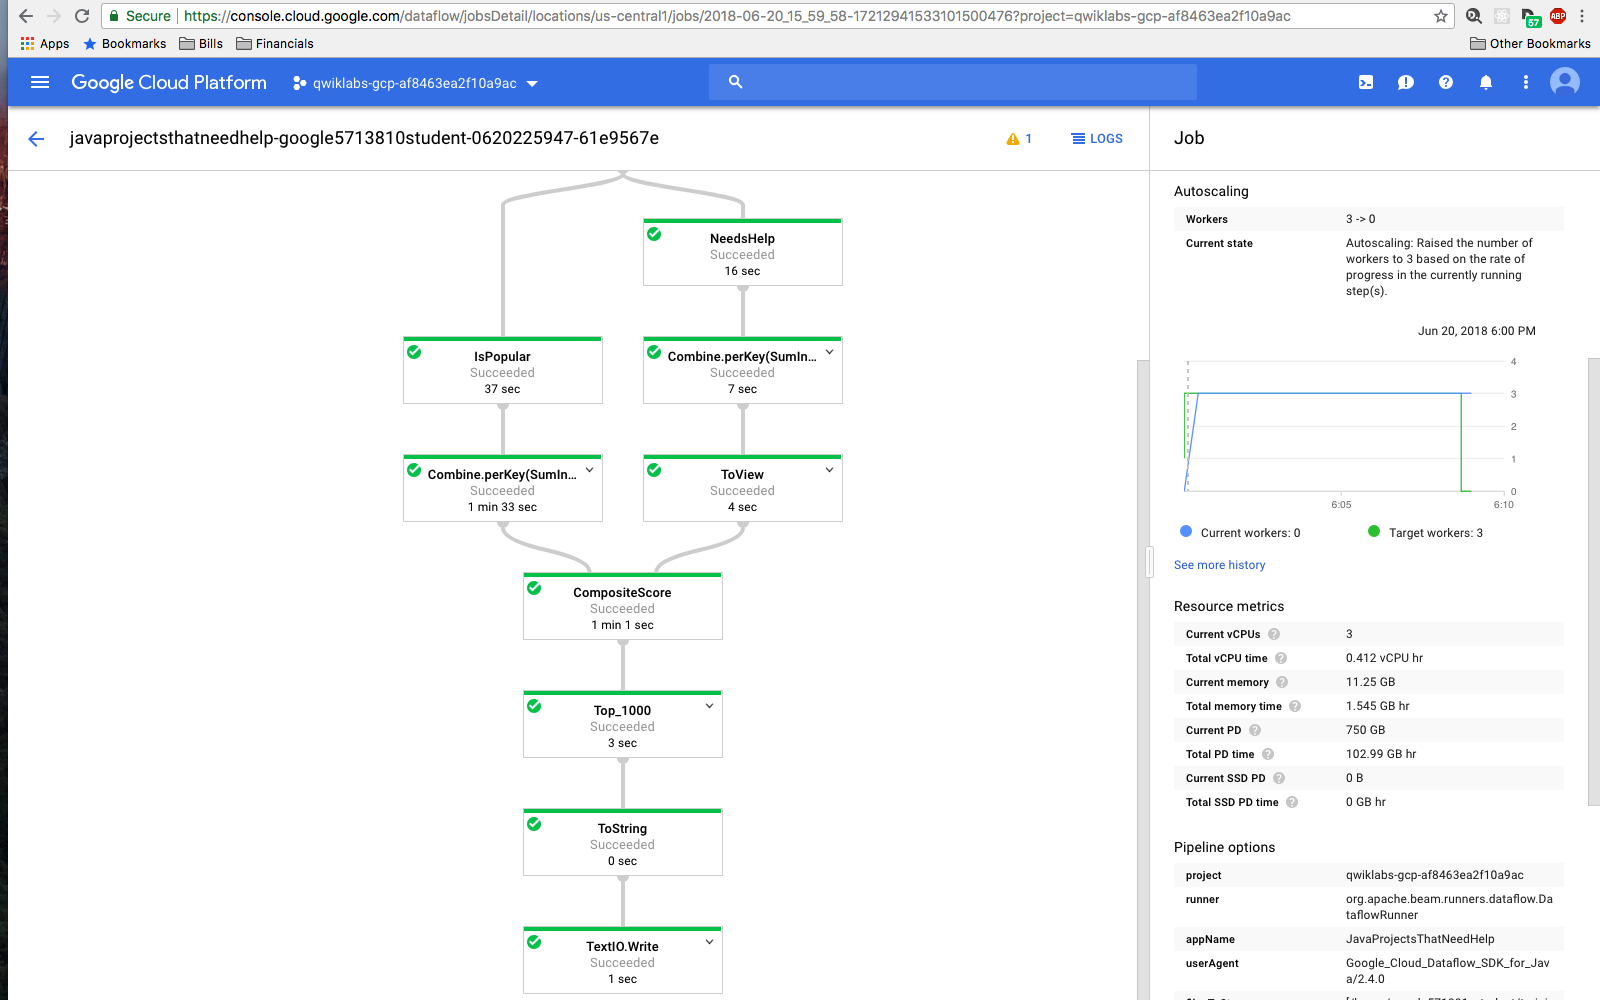 Secure https://console.cloud.google.com/dataflow/jobsDetail/locations/us-central1/jobs/2018-06-20_15_59_58-17212941533101500476?project=qwiklabs-gcp-af8463ea2f10a9ac
57
ABP
Apps Bookmarks Bills Financials Other Bookmarks
Google Cloud Platform qwiklabs-gcp-af8463ea2f10a9ac
javaprojectsthatneedhelp-google5713810student-0620225947-61e9567e 1 LOGS
NeedsHelp
Succeeded
16 sec
IsPopular
Succeeded
37 sec
Combine.perKey(SumIn...
Succeeded
7 sec
Combine.perKey(SumIn...
Succeeded
1 min 33 sec
ToView
Succeeded
4 sec
CompositeScore
Succeeded
1 min 1 sec
Top_1000
Succeeded
3 sec
ToString
Succeeded
0 sec
TextIO.Write
Succeeded
1 sec
Job
Autoscaling
Workers 3 -> 0
Current state Autoscaling: Raised the number of
workers to 3 based on the rate of
progress in the currently running
step(s).
Jun 20, 2018 6:00 PM
4
3
2
1
0
6:05 6:10
Current workers: 0 Target workers: 3
See more history
Resource metrics
Current vCPUs ? 3
Total vCPU time ? 0.412 vCPU hr
Current memory ? 11.25 GB
Total memory time ? 1.545 GB hr
Current PD ? 750 GB
Total PD time ? 102.99 GB hr
Current SSD PD ? 0 B
Total SSD PD time ? 0 GB hr
Pipeline options
project qwiklabs-gcp-af8463ea2f10a9ac
runner org.apache.beam.runners.dataflow.Da
taflowRunner
appName JavaProjectsThatNeedHelp
userAgent Google_Cloud_Dataflow_SDK_for_Jav
a/2.4.0